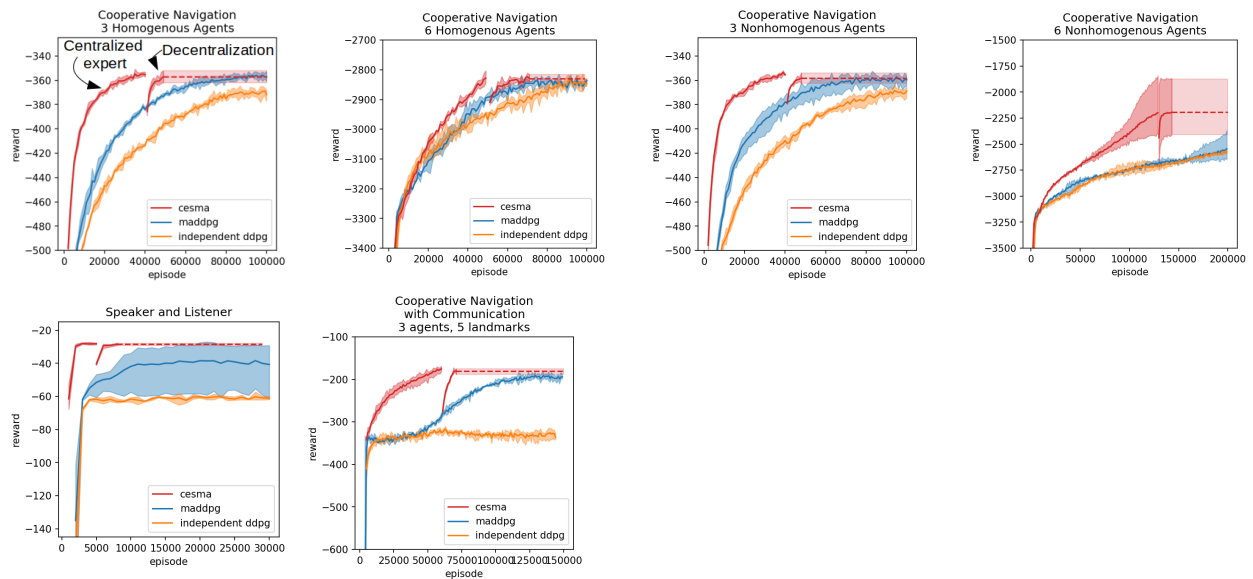 Cooperative Navigation
3 Homogenous Agents
Centralized
expert
Decentralization
−340
−360
−380
−400
−420
−440
−460
−480
−500
reward
0
20000
40000
60000
80000
100000
episode
cesma
maddpg
independent ddpg
Cooperative Navigation
6 Homogenous Agents
−2700
−2800
−2900
−3000
−3100
−3200
−3300
−3400
reward
0
20000
40000
60000
80000
100000
episode
cesma
maddpg
independent ddpg
Cooperative Navigation
3 Nonhomogenous Agents
−340
−360
−380
−400
−420
−440
−460
−480
−500
reward
0
20000
40000
60000
80000
100000
episode
cesma
maddpg
independent ddpg
Cooperative Navigation
6 Nonhomogenous Agents
−1500
−1750
−2000
−2250
−2500
−2750
−3000
−3250
−3500
reward
0
50000
100000
150000
200000
episode
cesma
maddpg
independent ddpg
Speaker and Listener
−20
−40
−60
−80
−100
−120
−140
reward
0
5000
10000
15000
20000
25000
30000
episode
cesma
maddpg
independent ddpg
Cooperative Navigation
with Communication
3 agents, 5 landmarks
−100
−200
−300
−400
−500
−600
reward
0
25000
50000
75000
100000
125000
150000
episode
cesma
maddpg
independent ddpg